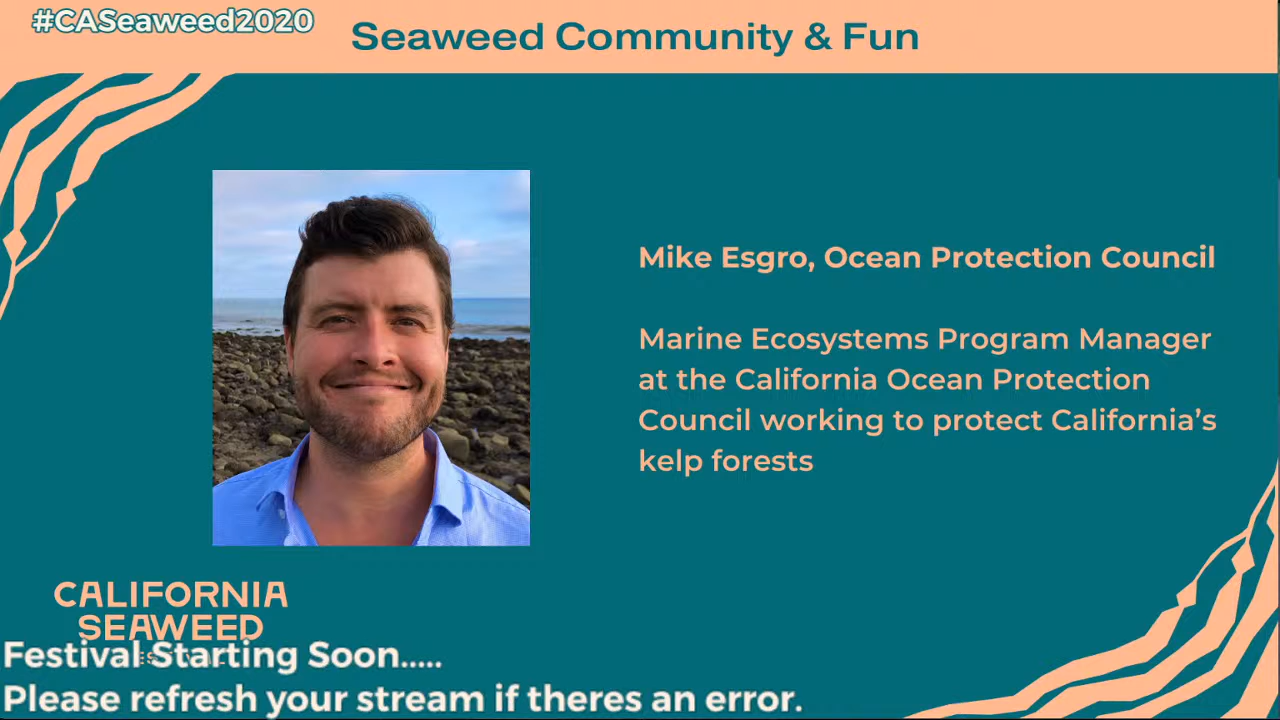 #CASeaweed2020
Seaweed Community & Fun
Mike Esgro, Ocean Protection Council
Marine Ecosystems Program Manager
at the California Ocean Protection
Council working to protect California’s
kelp forests
CALIFORNIA
SEAWEED
Festival Starting Soon.....
Please refresh your stream if theres an error.